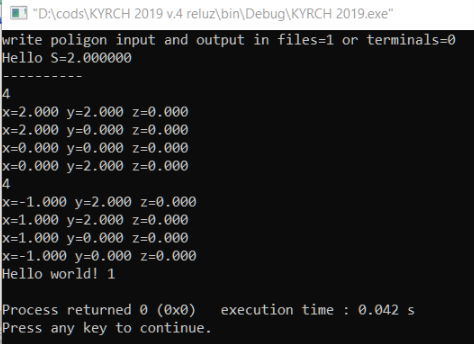 "D:\cods\KYRCH 2019 v.4 reluz\bin\Debug\KYRCH 2019.exe"
write poligon input and output in files=1 or terminals=0
Hello S=2.000000
----------
4
x=2.000 y=2.000 z=0.000
x=2.000 y=0.000 z=0.000
x=0.000 y=0.000 z=0.000
x=0.000 y=2.000 z=0.000
4
x=-1.000 y=2.000 z=0.000
x=1.000 y=2.000 z=0.000
x=1.000 y=0.000 z=0.000
x=-1.000 y=0.000 z=0.000
Hello world! 1
Process returned 0 (0x0)   execution time : 0.042 s
Press any key to continue.